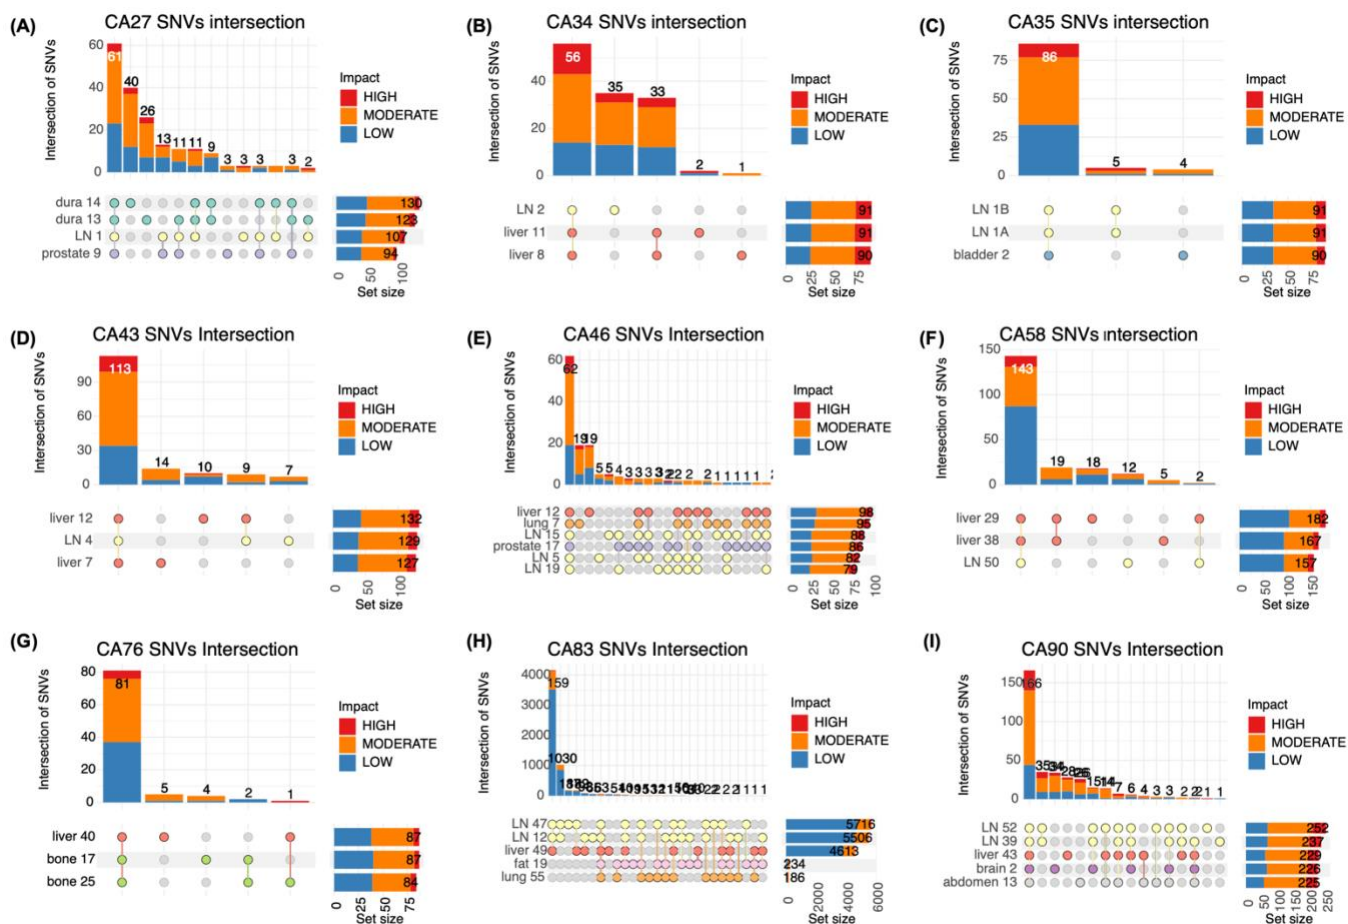 (A)
CA27 SNVs intersection
Intersection of SNVs
60
40
20
0
61
40
26
13
11
11
9
3
3
3
3
2
Impact
HIGH
MODERATE
LOW
dura 14
dura 13
LN 1
prostate 9
130
123
107
94
0
50
100
Set size
(B)
CA34 SNVs intersection
Intersection of SNVs
40
20
0
56
35
33
2
1
Impact
HIGH
MODERATE
LOW
LN 2
liver 11
liver 8
91
91
90
0
25
50
75
Set size
(C)
CA35 SNVs intersection
Intersection of SNVs
75
50
25
0
86
5
4
Impact
HIGH
MODERATE
LOW
LN 1B
LN 1A
bladder 2
91
91
90
0
25
50
75
Set size
(D)
CA43 SNVs Intersection
Intersection of SNVs
90
60
30
0
113
14
10
9
7
Impact
HIGH
MODERATE
LOW
liver 12
LN 4
liver 7
132
129
127
0
50
100
Set size
(E)
CA46 SNVs Intersection
Intersection of SNVs
60
40
20
0
62
19
19
5
5
4
3
3
3
Impact
HIGH
MODERATE
LOW
liver 12
lung 7
LN 15
prostate 17
LN 5
LN 19
98
95
88
86
82
79
0
25
50
75
100
Set size
(F)
CA58 SNVs intersection
Intersection of SNVs
150
100
50
0
143
19
18
12
5
2
Impact
HIGH
MODERATE
LOW
liver 29
liver 38
LN 50
182
167
157
0
50
100
150
Set size
(G)
CA76 SNVs Intersection
Intersection of SNVs
80
60
40
20
0
81
5
4
2
1
Impact
HIGH
MODERATE
LOW
liver 40
bone 17
bone 25
87
87
84
0
25
50
75
Set size
(H)
CA83 SNVs Intersection
Intersection of SNVs
4000
3000
2000
1000
0
159
1030
Impact
HIGH
MODERATE
LOW
LN 47
LN 12
liver 49
fat 19
lung 55
5716
5506
4613
234
186
0
2000
4000
6000
Set size
(I)
CA90 SNVs Intersection
Intersection of SNVs
150
100
50
0
166
35
34
28
26
15
14
7
6
4
3
3
2
2
2
1
1
Impact
HIGH
MODERATE
LOW
LN 52
LN 39
liver 43
brain 2
abdomen 13
252
237
229
226
225
0
50
100
150
200
250
Set size